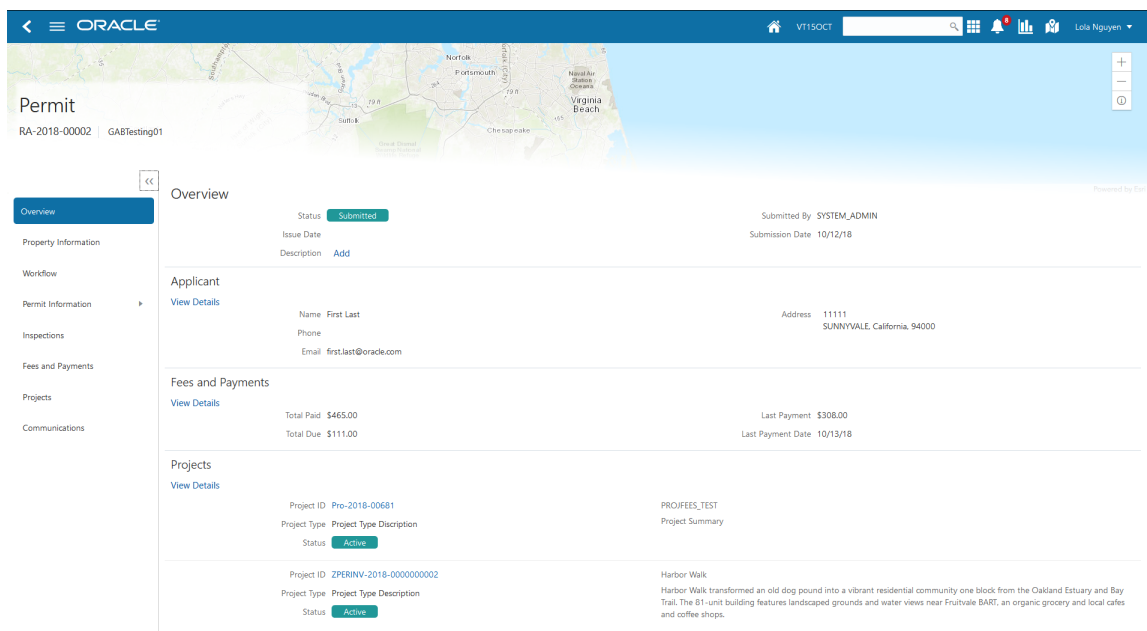 ORACLE
VT15OCT
8
Lola Nguyen
Norfolk
Portsmouth
Naval Air
Station
Oceana
Virginia
Beach
Suffolk
Chesapeake
Permit
RA-2018-00002 GABTesting01
Powered by Esri
Overview
Property Information
Workflow
Permit Information
Inspections
Fees and Payments
Projects
Communications
Overview
Status Submitted Submitted By SYSTEM_ADMIN
Issue Date Submission Date 10/12/18
Description Add
Applicant
View Details
Name First Last Address 11111
SUNNYVALE, California, 94000
Phone
Email first.last@oracle.com
Fees and Payments
View Details
Total Paid $465.00 Last Payment $308.00
Total Due $111.00 Last Payment Date 10/13/18
Projects
View Details
Project ID Pro-2018-00681 PROJFEES_TEST
Project Type Project Type Discription Project Summary
Status Active
Project ID ZPERINV-2018-0000000002 Harbor Walk
Project Type Project Type Description
Status Active
Harbor Walk transformed an old dog pound into a vibrant residential community one block from the Oakland Estuary and Bay
Trail. The 81-unit building features landscaped grounds and water views near Fruitvale BART, an organic grocery and local cafes
and coffee shops.